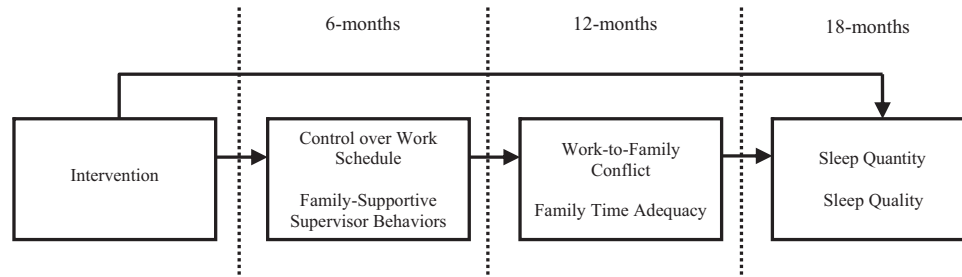 6-months
12-months
18-months
Intervention
Control over Work
Schedule
Family-Supportive
Supervisor Behaviors
Work-to-Family
Conflict
Family Time Adequacy
Sleep Quantity
Sleep Quality